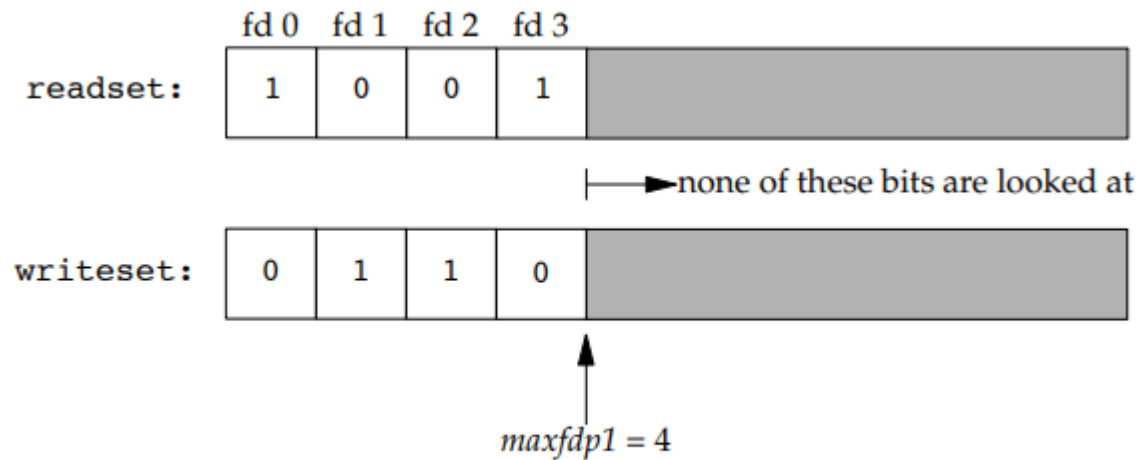 fd 0 fd 1 fd 2 fd 3
readset: 1 0 0 1
none of these bits are looked at
writeset: 0 1 1 0
maxfdp1 = 4